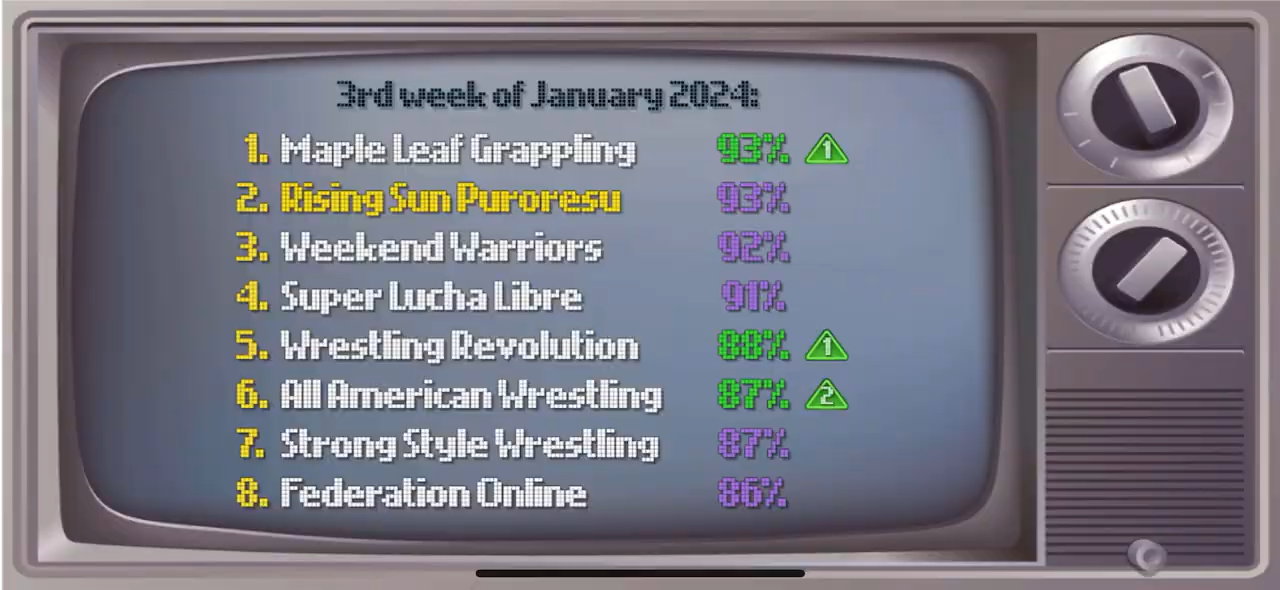 3rd week of January 2024:
1. Maple Leaf Grappling 93% 1
2. Rising Sun Puroresu 93%
3. Weekend Warriors 92%
4. Super Lucha Libre 91%
5. Wrestling Revolution 88% 1
6. All American Wrestling 87% 2
7. Strong Style Wrestling 87%
8. Federation Online 86%